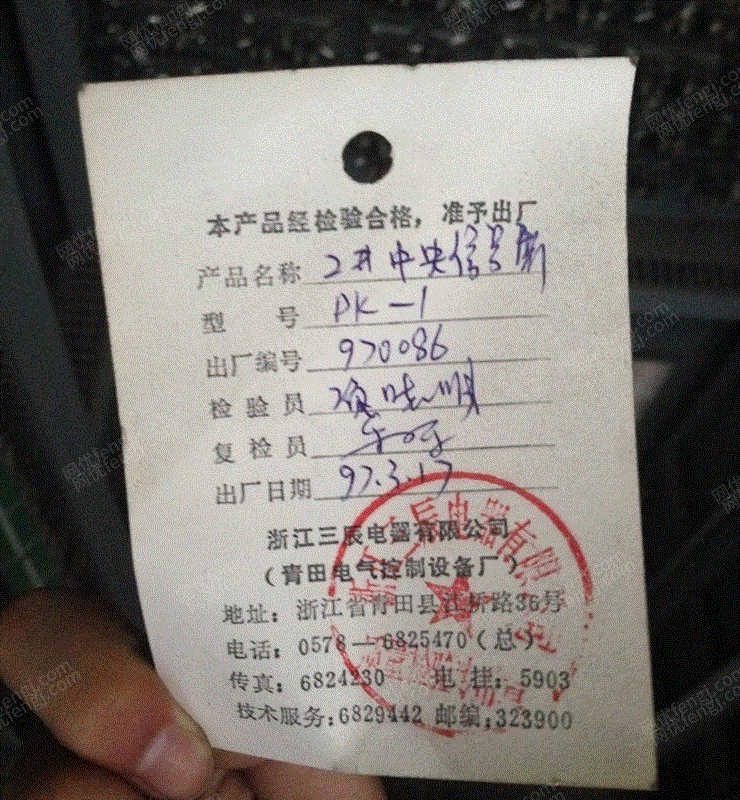 本产品经检验合格，准予出厂
产品名称 2#中央信号屏
型 号 PK-1
出厂编号 970086
检验员
复检员
出厂日期 97.3.17
浙江三辰电器有限公司
(青田电气控制设备厂)
地址：浙江省青田县江桥路36号
电话：0578-6825470(总)
传真：6824230 电挂：5903
技术服务：6829442 邮编：323900